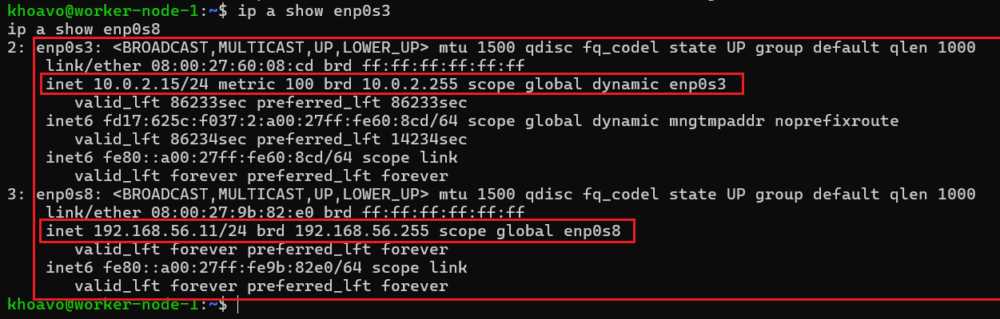 khoavo@worker-node-1:~$ ip a show enp0s3
ip a show enp0s8
2: enp0s3: <BROADCAST,MULTICAST,UP,LOWER_UP> mtu 1500 qdisc fq_codel state UP group default qlen 1000
    link/ether 08:00:27:60:08:cd brd ff:ff:ff:ff:ff:ff
    inet 10.0.2.15/24 metric 100 brd 10.0.2.255 scope global dynamic enp0s3
       valid_lft 86233sec preferred_lft 86233sec
    inet6 fd17:625c:f037:2:a00:27ff:fe60:8cd/64 scope global dynamic mngtmpaddr noprefixroute
       valid_lft 86234sec preferred_lft 14234sec
    inet6 fe80::a00:27ff:fe60:8cd/64 scope link
       valid_lft forever preferred_lft forever
3: enp0s8: <BROADCAST,MULTICAST,UP,LOWER_UP> mtu 1500 qdisc fq_codel state UP group default qlen 1000
    link/ether 08:00:27:9b:82:e0 brd ff:ff:ff:ff:ff:ff
    inet 192.168.56.11/24 brd 192.168.56.255 scope global enp0s8
       valid_lft forever preferred_lft forever
    inet6 fe80::a00:27ff:fe9b:82e0/64 scope link
       valid_lft forever preferred_lft forever
khoavo@worker-node-1:~$